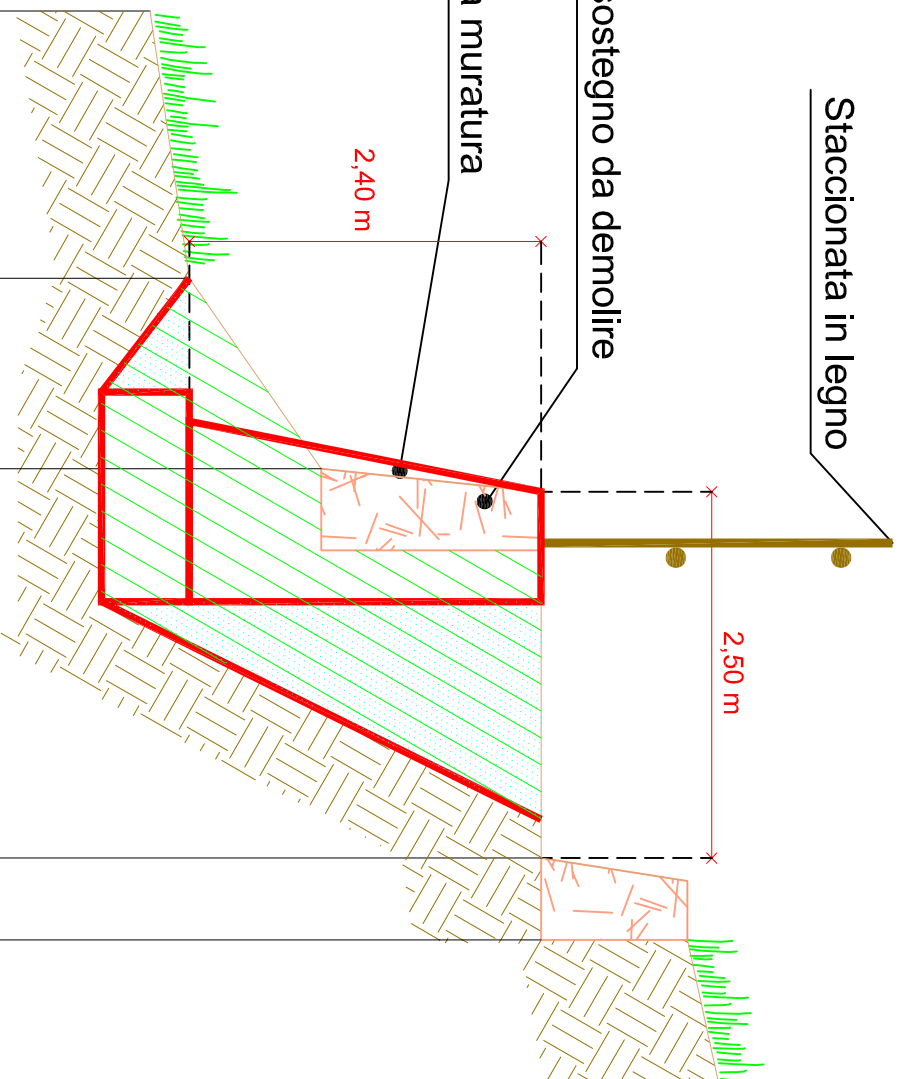 Staccionata in legno
2,50 m
sostegno da demolire
a muratura
2,40 m